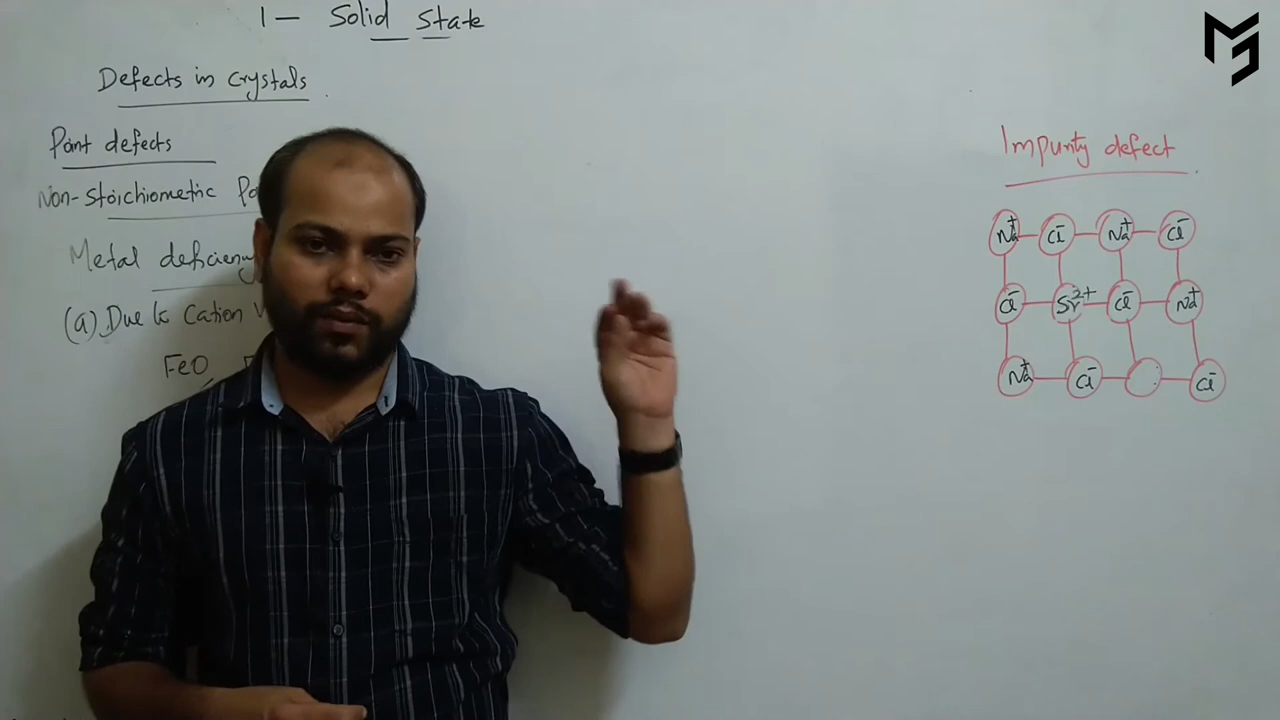 1 - Solid State
Defects in Crystals
Point defects
Non-Stoichiometric
Metal deficiency
(a) Due to Cation
FeO
Impurity defect
Na⁺ Cl⁻ Na⁺ Cl⁻
Cl⁻ Sr²⁺ Cl⁻ Na⁺
Na⁺ Cl⁻ Cl⁻
MJ